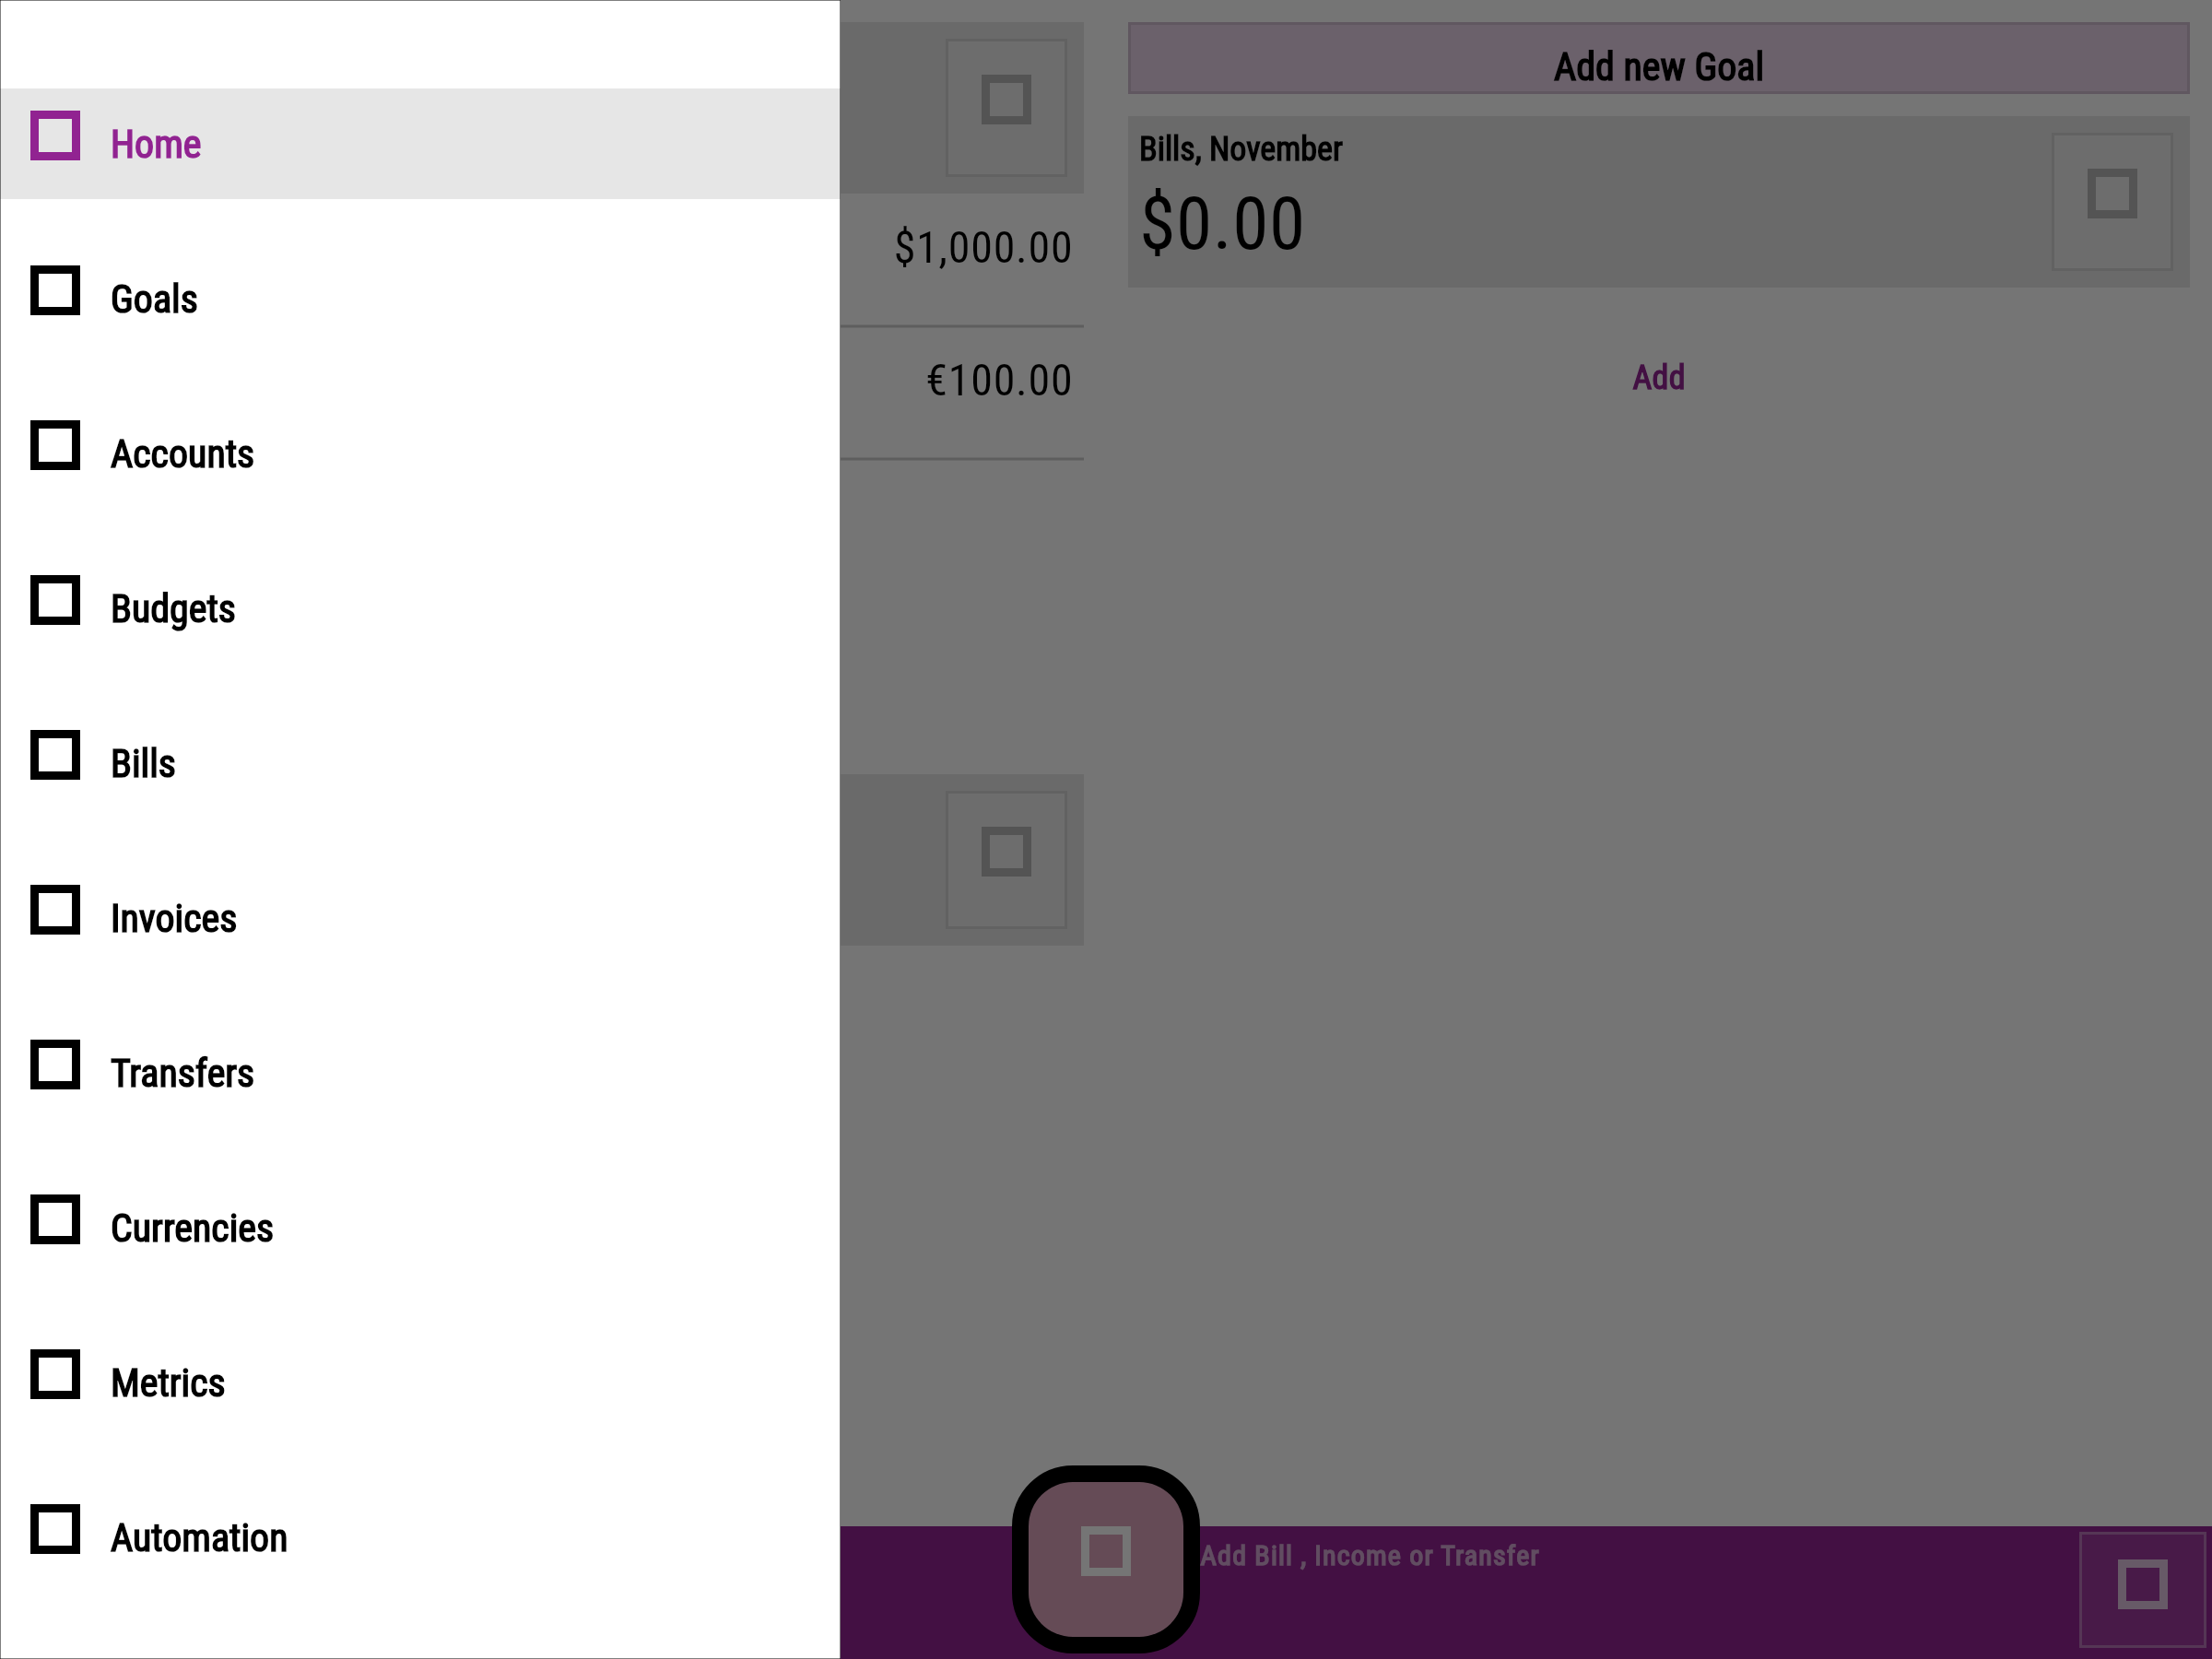 Home
Goals
Accounts
Budgets
Bills
Invoices
Transfers
Currencies
Metrics
Automation
$1,000.00
€100.00
Add new Goal
Bills, November
$0.00
Add
Add Bill , Income or Transfer